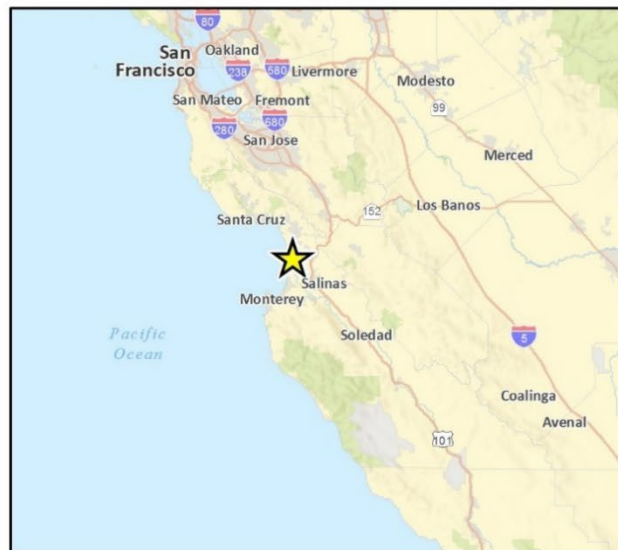 80
San
Francisco
Oakland
238
580
Livermore
Modesto
San Mateo
Fremont
99
280
680
San Jose
Merced
152
Los Banos
Santa Cruz
Salinas
Monterey
Pacific
Ocean
Soledad
5
Coalinga
Avenal
101